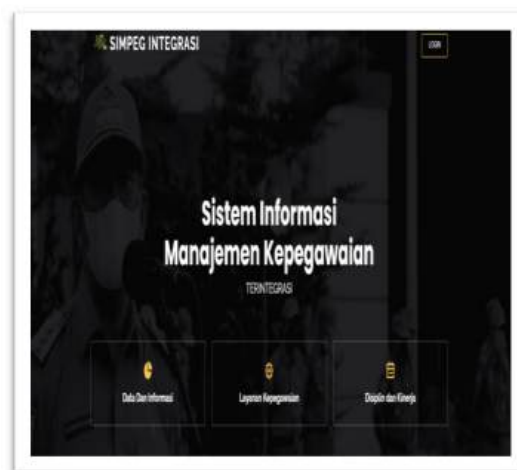 SIMPEG INTEGRASI
LOGIN
Sistem Informasi
Manajemen Kepegawaian
TERINTEGRASI
Data Dan Informasi
Layanan Kepegawaian
Disiplin dan Kinerja